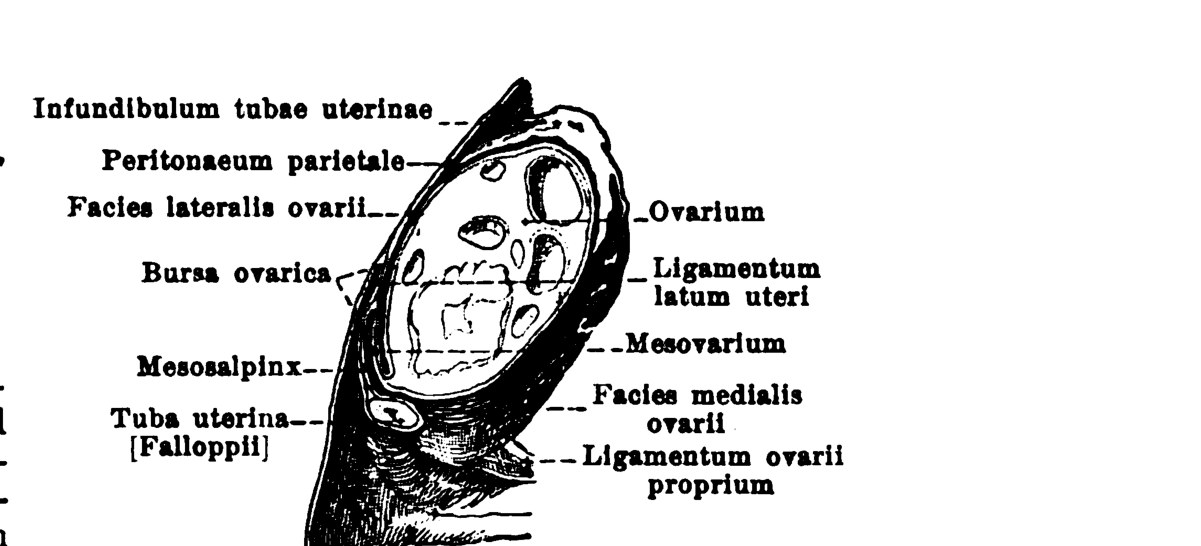 Infundibulum tubae uterinae
Peritonaeum parietale
Facies lateralis ovarii
Bursa ovarica
Mesosalpinx
Tuba uterina
[Falloppii]
Ovarium
Ligamentum
latum uteri
Mesovarium
Facies medialis
ovarii
Ligamentum ovarii
proprium